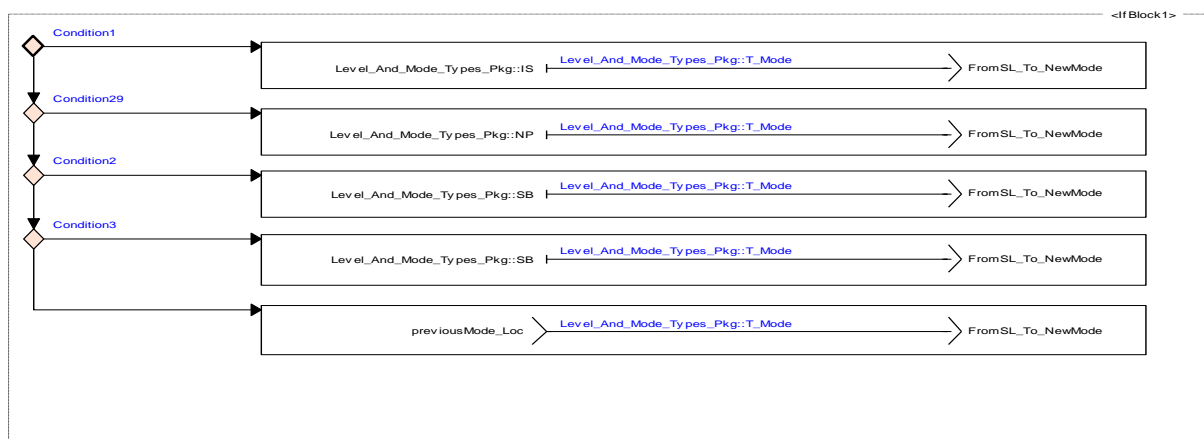 <IfBlock1>
Condition1
Level_And_Mode_Types_Pkg::IS Level_And_Mode_Types_Pkg::T_Mode FromSL_To_NewMode
Condition29
Level_And_Mode_Types_Pkg::NP Level_And_Mode_Types_Pkg::T_Mode FromSL_To_NewMode
Condition2
Level_And_Mode_Types_Pkg::SB Level_And_Mode_Types_Pkg::T_Mode FromSL_To_NewMode
Condition3
Level_And_Mode_Types_Pkg::SB Level_And_Mode_Types_Pkg::T_Mode FromSL_To_NewMode
previousMode_Loc Level_And_Mode_Types_Pkg::T_Mode FromSL_To_NewMode